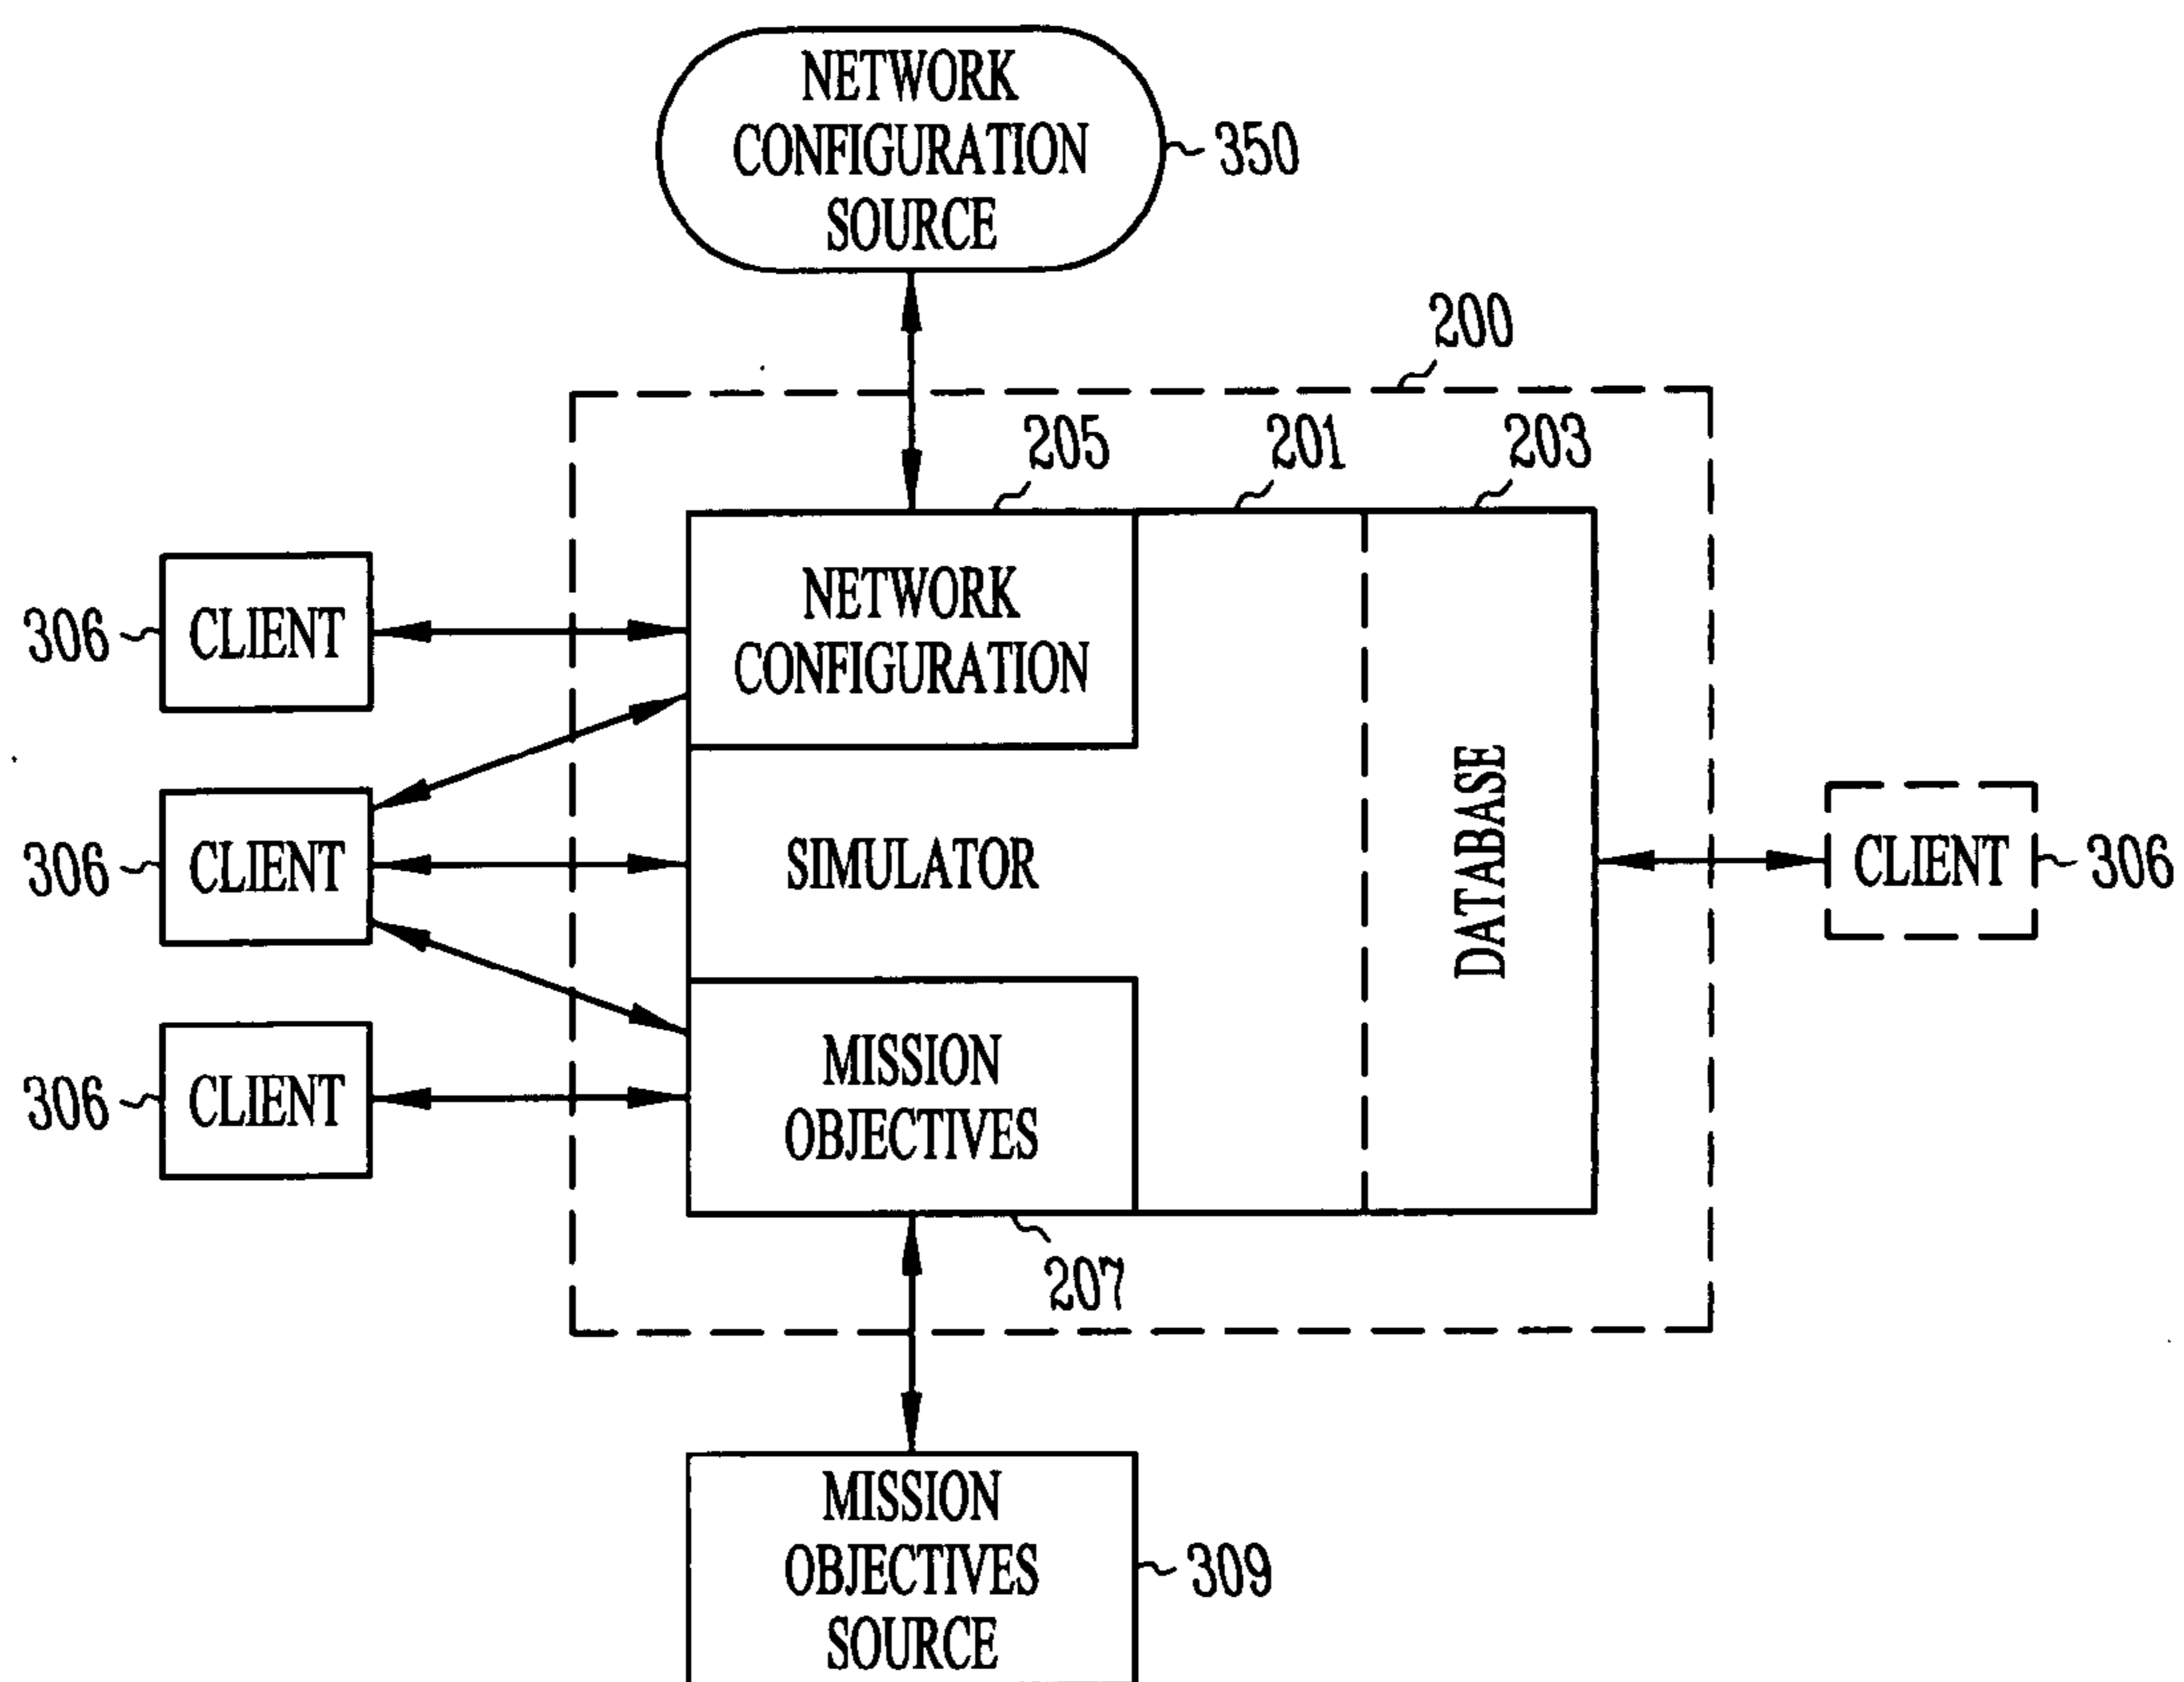 NETWORK
CONFIGURATION
SOURCE
350
200
205
201
203
NETWORK
CONFIGURATION
306
CLIENT
306
CLIENT
SIMULATOR
DATABASE
CLIENT
306
306
CLIENT
MISSION
OBJECTIVES
207
MISSION
OBJECTIVES
SOURCE
309